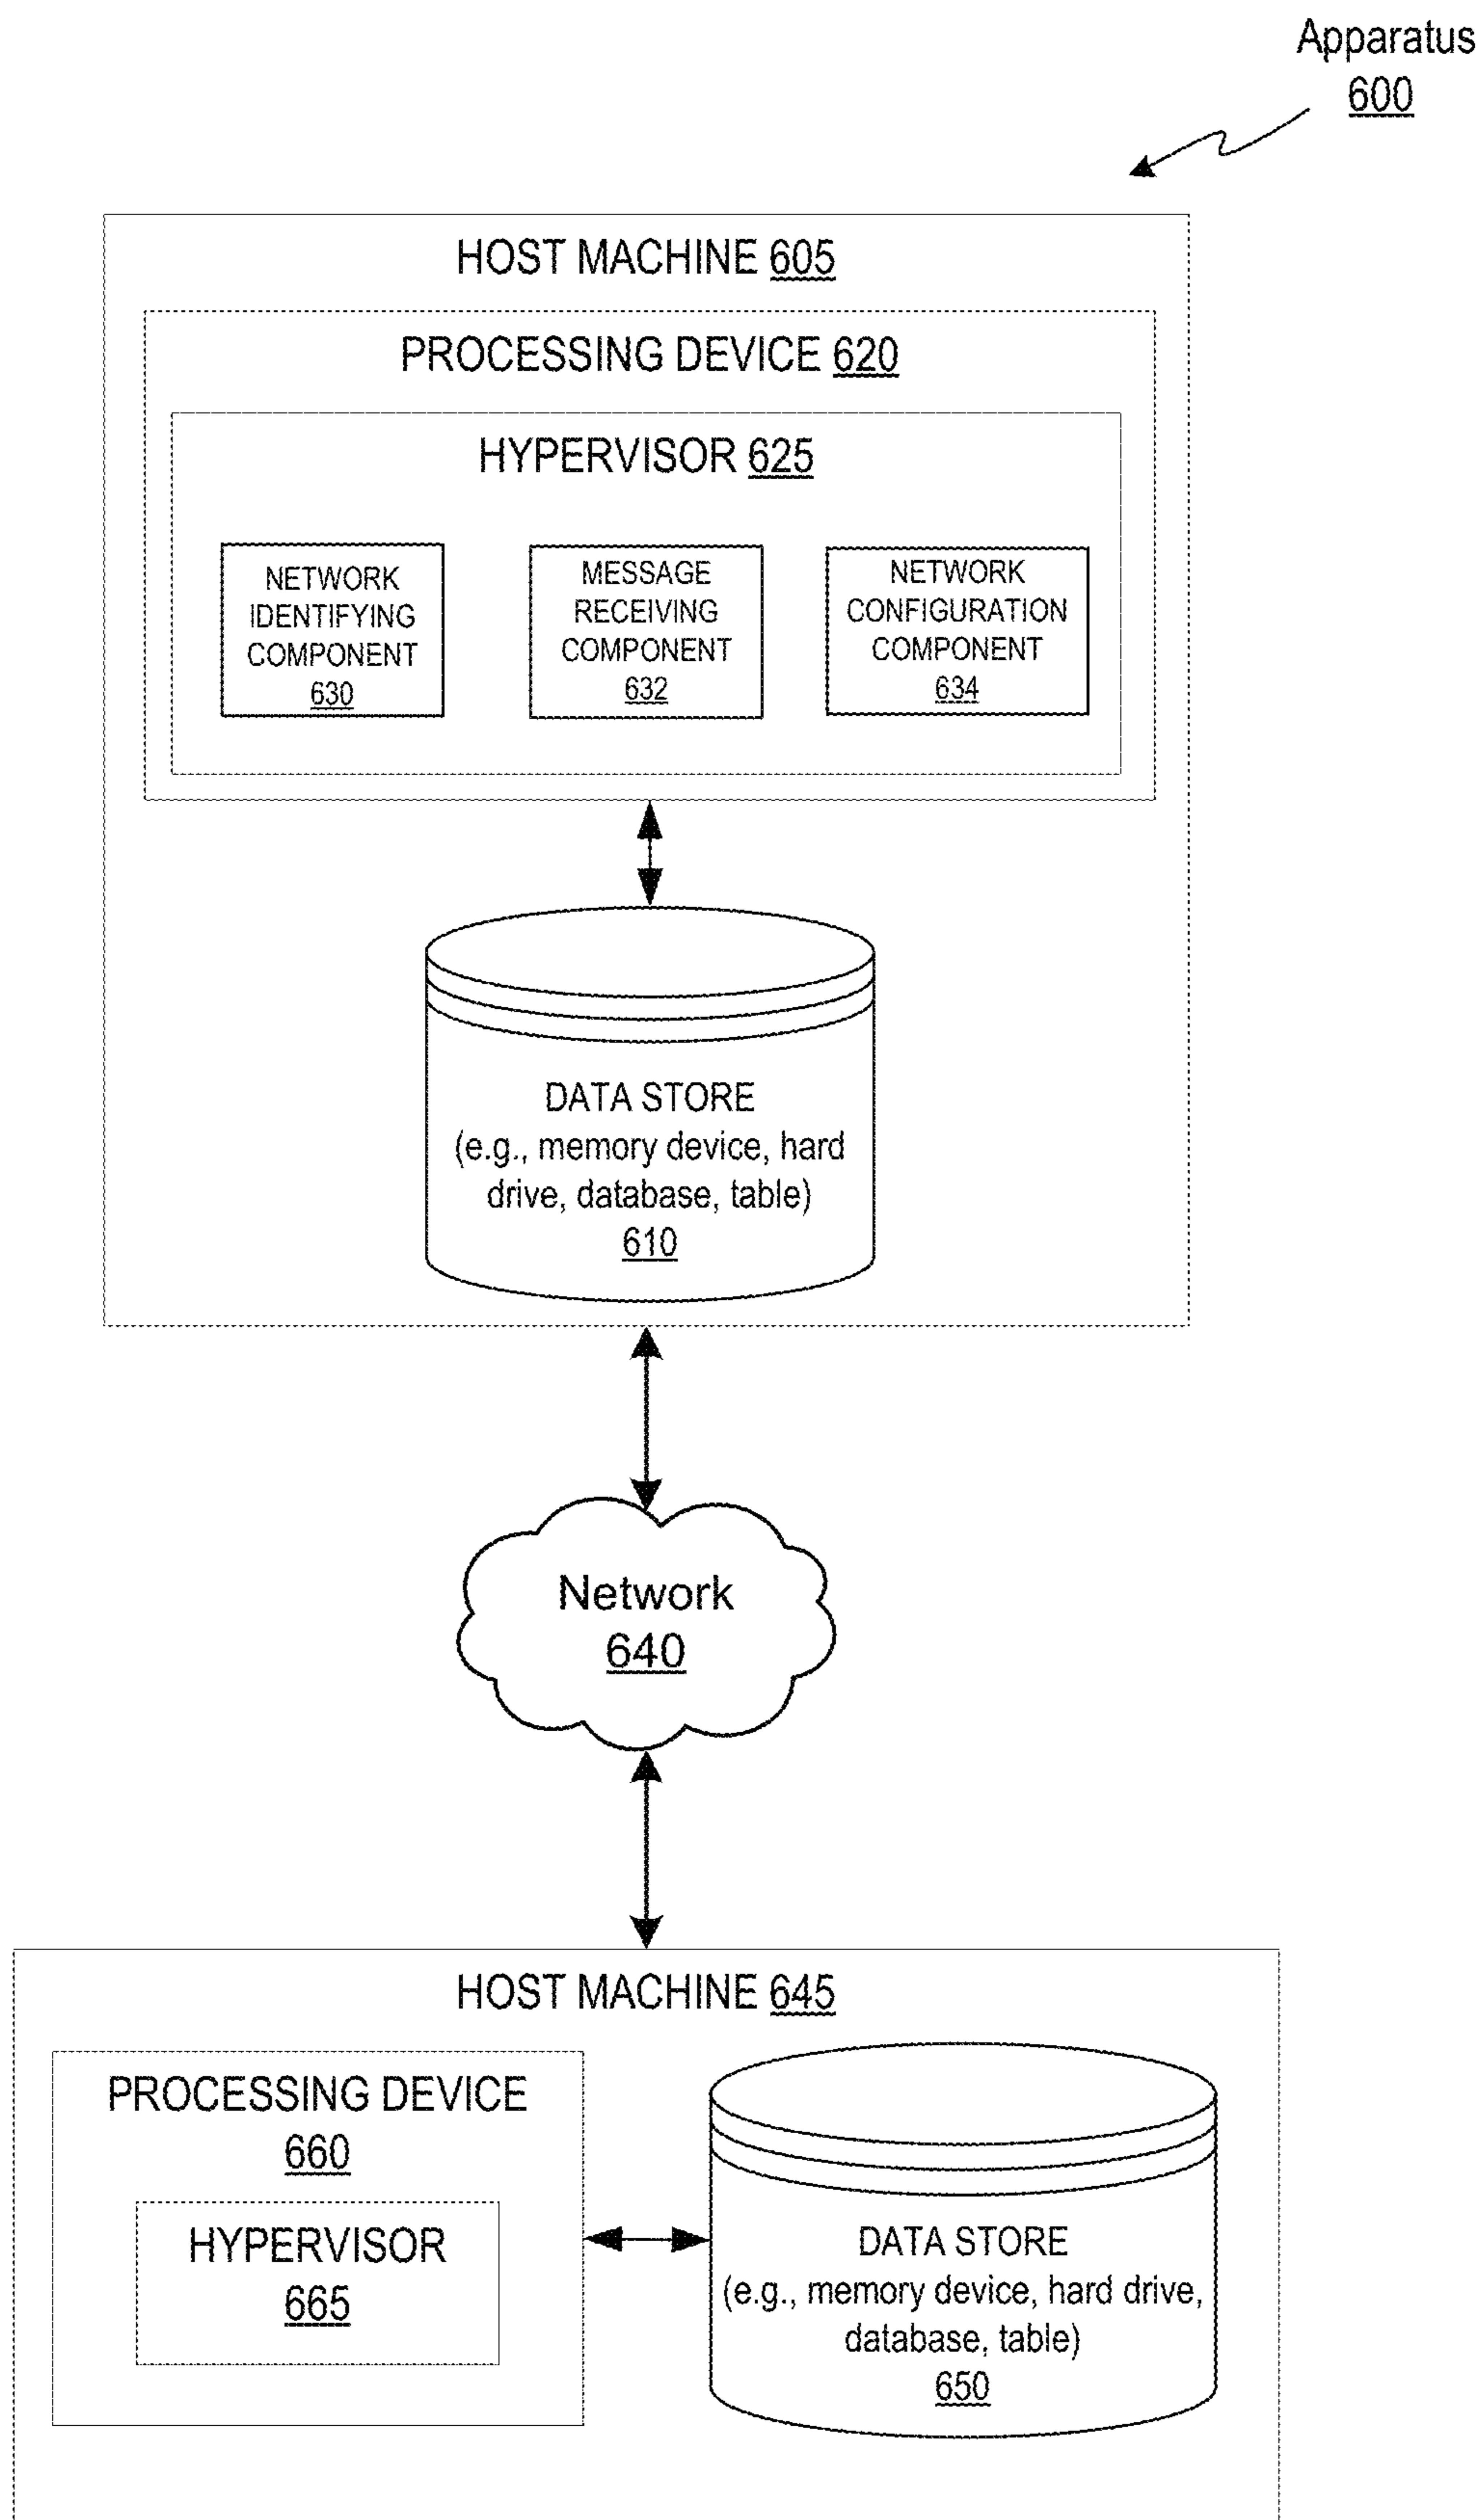 Apparatus
600
HOST MACHINE 605
PROCESSING DEVICE 620
HYPERVISOR 625
NETWORK
IDENTIFYING
COMPONENT
630
MESSAGE
RECEIVING
COMPONENT
632
NETWORK
CONFIGURATION
COMPONENT
634
DATA STORE
(e.g., memory device, hard
drive, database, table)
610
Network
640
HOST MACHINE 645
PROCESSING DEVICE
660
HYPERVISOR
665
DATA STORE
(e.g., memory device, hard drive,
database, table)
650